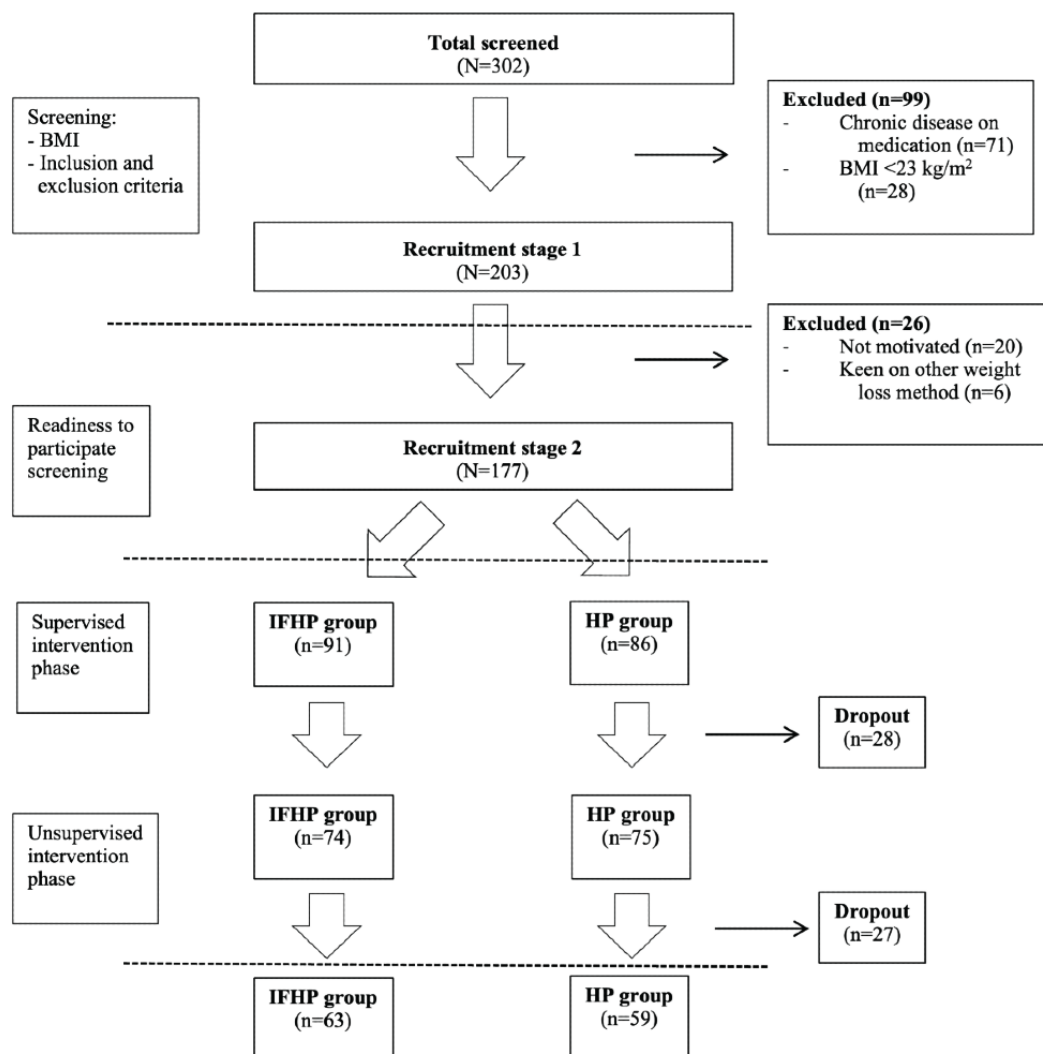 Total screened
(N=302)
Screening:
- BMI
- Inclusion and
exclusion criteria
Excluded (n=99)
- Chronic disease on
medication (n=71)
- BMI <23 kg/m²
(n=28)
Recruitment stage 1
(N=203)
Excluded (n=26)
- Not motivated (n=20)
- Keen on other weight
loss method (n=6)
Readiness to
participate
screening
Recruitment stage 2
(N=177)
Supervised
intervention
phase
IFHP group
(n=91)
HP group
(n=86)
Dropout
(n=28)
Unsupervised
intervention
phase
IFHP group
(n=74)
HP group
(n=75)
Dropout
(n=27)
IFHP group
(n=63)
HP group
(n=59)